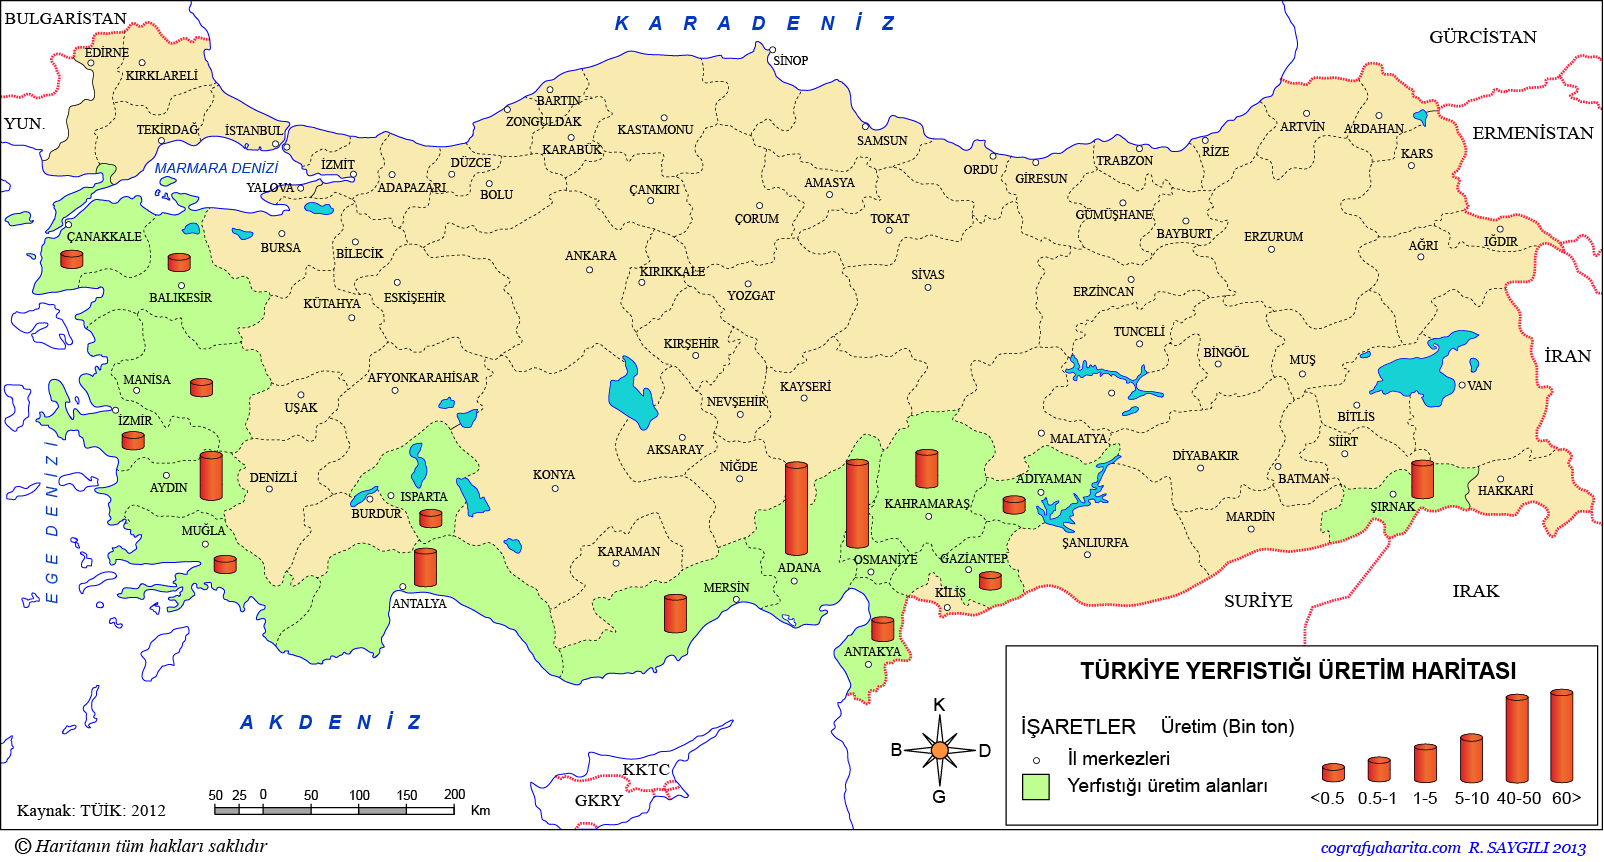 BULGARİSTAN
K A R A D E N İ Z
GÜRCİSTAN
EDİRNE
KIRKLARELİ
SİNOP
BARTIN
ZONGULDAK
KASTAMONU
KARABÜK
YUN.
TEKİRDAĞ
İSTANBUL
SAMSUN
ARTVİN
ARDAHAN
ERMENİSTAN
KARS
MARMARA DENİZİ
İZMİT
DÜZCE
YALOVA
ADAPAZARI
BOLU
ÇANKIRI
AMASYA
ORDU
GİRESUN
TRABZON
RİZE
ÇORUM
TOKAT
GÜMÜŞHANE
BAYBURT
ERZURUM
AĞRI
IĞDIR
ÇANAKKALE
BURSA
BİLECİK
ANKARA
KIRIKKALE
SİVAS
ERZİNCAN
BALIKESİR
KÜTAHYA
ESKİŞEHİR
YOZGAT
TUNCELİ
BİNGÖL
MUŞ
İRAN
KIRŞEHİR
MANİSA
AFYONKARAHİSAR
KAYSERİ
NEVŞEHİR
VAN
UŞAK
İZMİR
BİTLİS
SİİRT
AKSARAY
MALATYA
DİYABAKIR
BATMAN
EGE DENİZİ
AYDIN
DENİZLİ
ISPARTA
BURDUR
KONYA
NİĞDE
KAHRAMARAŞ
ADIYAMAN
ŞIRNAK
HAKKARİ
MARDİN
MUĞLA
KARAMAN
ŞANLIURFA
ADANA
OSMANİYE
GAZİANTEP
MERSİN
KİLİS
ANTALYA
SURİYE
IRAK
ANTAKYA
A K D E N İ Z
TÜRKİYE YERFISTIĞI ÜRETİM HARİTASI
İŞARETLER Üretim (Bin ton)
İl merkezleri
Yerfıstığı üretim alanları
<0.5 0.5-1 1-5 5-10 40-50 60>
K
B D
G
KKTC
GKRY
Kaynak: TÜİK: 2012
50 25 0 50 100 150 200
Km
© Haritanın tüm hakları saklıdır
cografyaharita.com R. SAYGILI 2013